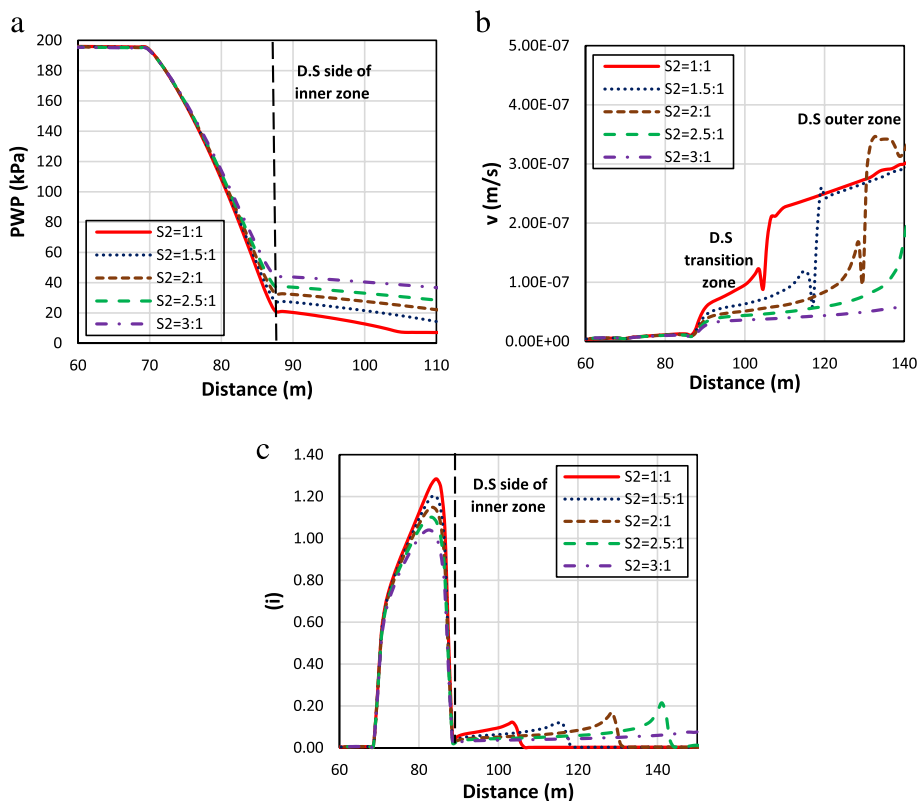 a
200
180
160
140
120
100
80
60
40
20
0
PWP (kPa)
D.S side of
inner zone
S2=1:1
S2=1.5:1
S2=2:1
S2=2.5:1
S2=3:1
60
70
80
90
100
110
Distance (m)
b
5.00E-07
4.00E-07
3.00E-07
2.00E-07
1.00E-07
0.00E+00
v (m/s)
S2=1:1
S2=1.5:1
S2=2:1
S2=2.5:1
S2=3:1
D.S outer zone
D.S
transition
zone
60
80
100
120
140
Distance (m)
c
1.40
1.20
1.00
0.80
0.60
0.40
0.20
0.00
(i)
D.S side of
inner zone
S2=1:1
S2=1.5:1
S2=2:1
S2=2.5:1
S2=3:1
60
80
100
120
140
Distance (m)